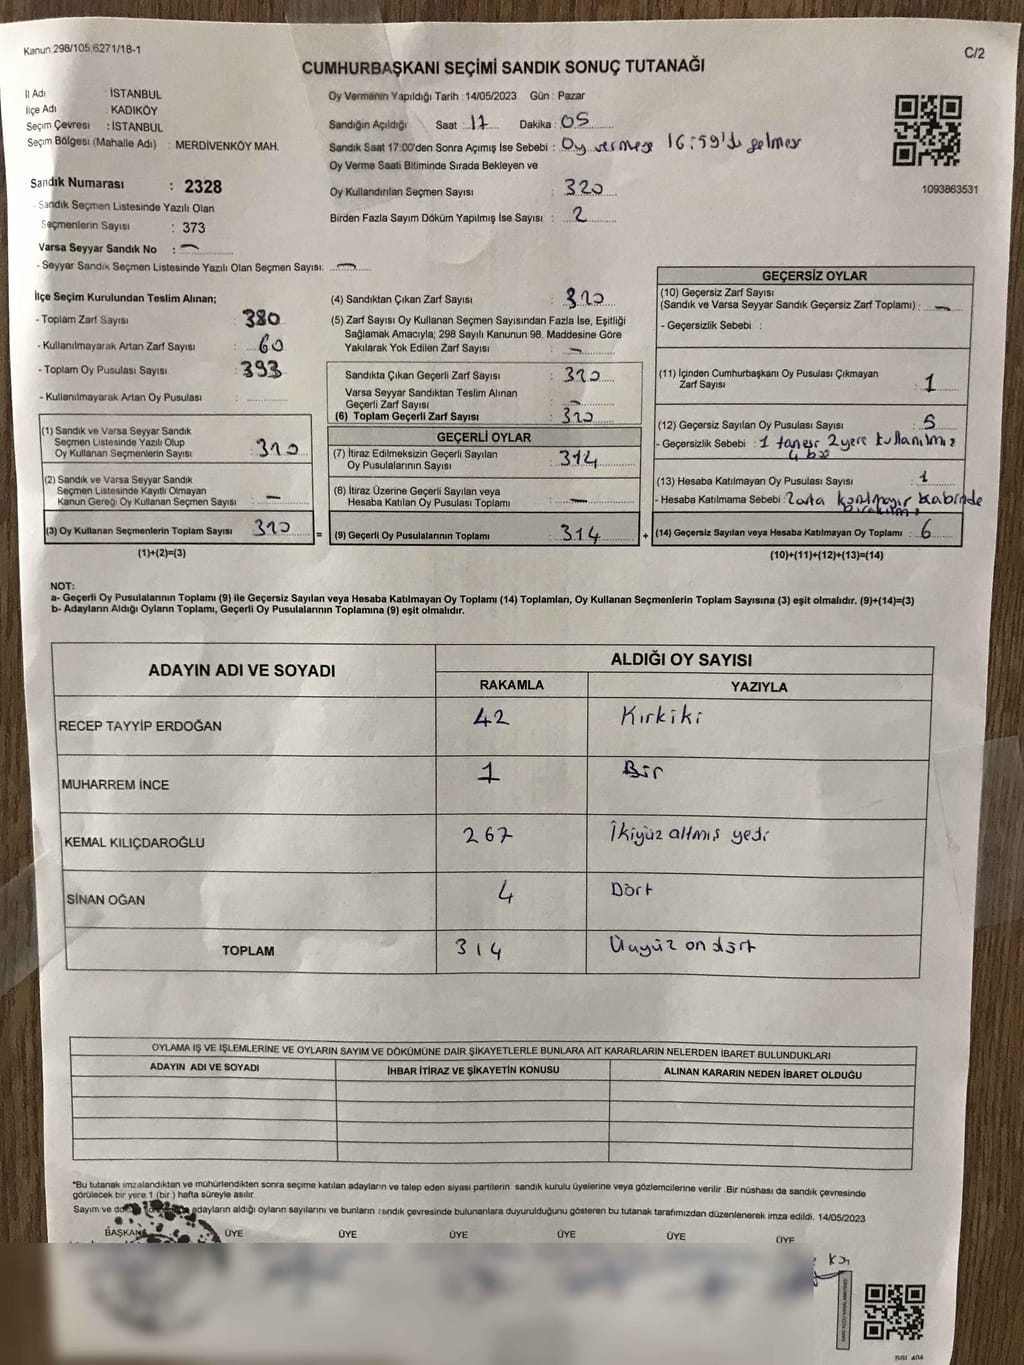 Kanun:298/105;6271/18-1
C/2
CUMHURBAŞKANI SEÇİMİ SANDIK SONUÇ TUTANAĞI
İl Adı : İSTANBUL
İlçe Adı : KADIKÖY
Seçim Çevresi : İSTANBUL
Seçim Bölgesi (Mahalle Adı) : MERDİVENKÖY MAH.
Sandık Numarası : 2328
- Sandık Seçmen Listesinde Yazılı Olan
Seçmenlerin Sayısı : 373
Varsa Seyyar Sandık No : —
- Seyyar Sandık Seçmen Listesinde Yazılı Olan Seçmen Sayısı: —
Oy Vermenin Yapıldığı Tarih : 14/05/2023 Gün : Pazar
Sandığın Açıldığı Saat : 17 Dakika : 05
Sandık Saat 17:00'den Sonra Açımış İse Sebebi : Oy vermeye 16:59'da gelmesi
Oy Verme Saati Bitiminde Sırada Bekleyen ve
Oy Kullandırılan Seçmen Sayısı : 320
Birden Fazla Sayım Döküm Yapılmış İse Sayısı : 2
1093863531
İlçe Seçim Kurulundan Teslim Alınan;
- Toplam Zarf Sayısı : 380
- Kullanılmayarak Artan Zarf Sayısı : 60
- Toplam Oy Pusulası Sayısı : 393
- Kullanılmayarak Artan Oy Pusulası :
(1) Sandık ve Varsa Seyyar Sandık
Seçmen Listesinde Yazılı Olup
Oy Kullanan Seçmenlerin Sayısı : 320
(2) Sandık ve Varsa Seyyar Sandık
Seçmen Listesinde Kayıtlı Olmayan
Kanun Gereği Oy Kullanan Seçmen Sayısı : —
(3) Oy Kullanan Seçmenlerin Toplam Sayısı : 320 =
(1)+(2)=(3)
(4) Sandıktan Çıkan Zarf Sayısı : 320
(5) Zarf Sayısı Oy Kullanan Seçmen Sayısından Fazla İse, Eşitliği
Sağlamak Amacıyla; 298 Sayılı Kanunun 98. Maddesine Göre
Yakılarak Yok Edilen Zarf Sayısı : —
Sandıkta Çıkan Geçerli Zarf Sayısı : 320
Varsa Seyyar Sandıktan Teslim Alınan
Geçerli Zarf Sayısı : —
(6) Toplam Geçerli Zarf Sayısı : 320
GEÇERLİ OYLAR
(7) İtiraz Edilmeksizin Geçerli Sayılan
Oy Pusulalarının Sayısı : 314
(8) İtiraz Üzerine Geçerli Sayılan veya
Hesaba Katılan Oy Pusulaları Toplamı : —
(9) Geçerli Oy Pusulalarının Toplamı : 314 +
GEÇERSİZ OYLAR
(10) Geçersiz Zarf Sayısı
(Sandık ve Varsa Seyyar Sandık Geçersiz Zarf Toplamı) : —
- Geçersizlik Sebebi :
(11) İçinden Cumhurbaşkanı Oy Pusulası Çıkmayan
Zarf Sayısı : 1
(12) Geçersiz Sayılan Oy Pusulası Sayısı : 5
- Geçersizlik Sebebi : 1 tanesi 2 yere kullanılmış
(13) Hesaba Katılmayan Oy Pusulası Sayısı : 1
- Hesaba Katılmama Sebebi : Zarfa konulmayıp kabinde
bırakılmış
(14) Geçersiz Sayılan veya Hesaba Katılmayan Oy Toplamı : 6
(10)+(11)+(12)+(13)=(14)
NOT:
a- Geçerli Oy Pusulalarının Toplamı (9) ile Geçersiz Sayılan veya Hesaba Katılmayan Oy Toplamı (14) Toplamları, Oy Kullanan Seçmenlerin Toplam Sayısına (3) eşit olmalıdır. (9)+(14)=(3)
b- Adayların Aldığı Oyların Toplamı, Geçerli Oy Pusulalarının Toplamına (9) eşit olmalıdır.
ADAYIN ADI VE SOYADI ALDIĞI OY SAYISI
RAKAMLA YAZIYLA
RECEP TAYYİP ERDOĞAN 42 Kırkiki
MUHARREM İNCE 1 Bir
KEMAL KILIÇDAROĞLU 267 İkiyüz altmış yedi
SİNAN OĞAN 4 Dört
TOPLAM 314 Üçyüz on dört
OYLAMA İŞ VE İŞLEMLERİNE VE OYLARIN SAYIM VE DÖKÜMÜNE DAİR ŞİKAYETLERLE BUNLARA AİT KARARLARIN NELERDEN İBARET BULUNDUKLARI
ADAYIN ADI VE SOYADI İHBAR İTİRAZ VE ŞİKAYETİN KONUSU ALINAN KARARIN NEDEN İBARET OLDUĞU
*Bu tutanak imzalandıktan ve mühürlendikten sonra seçime katılan adayların ve talep eden siyasi partilerin sandık kurulu üyelerine veya gözlemcilerine verilir .Bir nüshası da sandık çevresinde
görülecek bir yere 1 (bir ) hafta süreyle asılır.
Sayım ve adayların aldığı oyların sayılarını ve bunların sandık çevresinde bulunanlara duyurulduğunu gösteren bu tutanak tarafımızdan düzenlenerek imza edildi. 14/05/2023
BAŞKAN ÜYE ÜYE ÜYE ÜYE ÜYE ÜYE